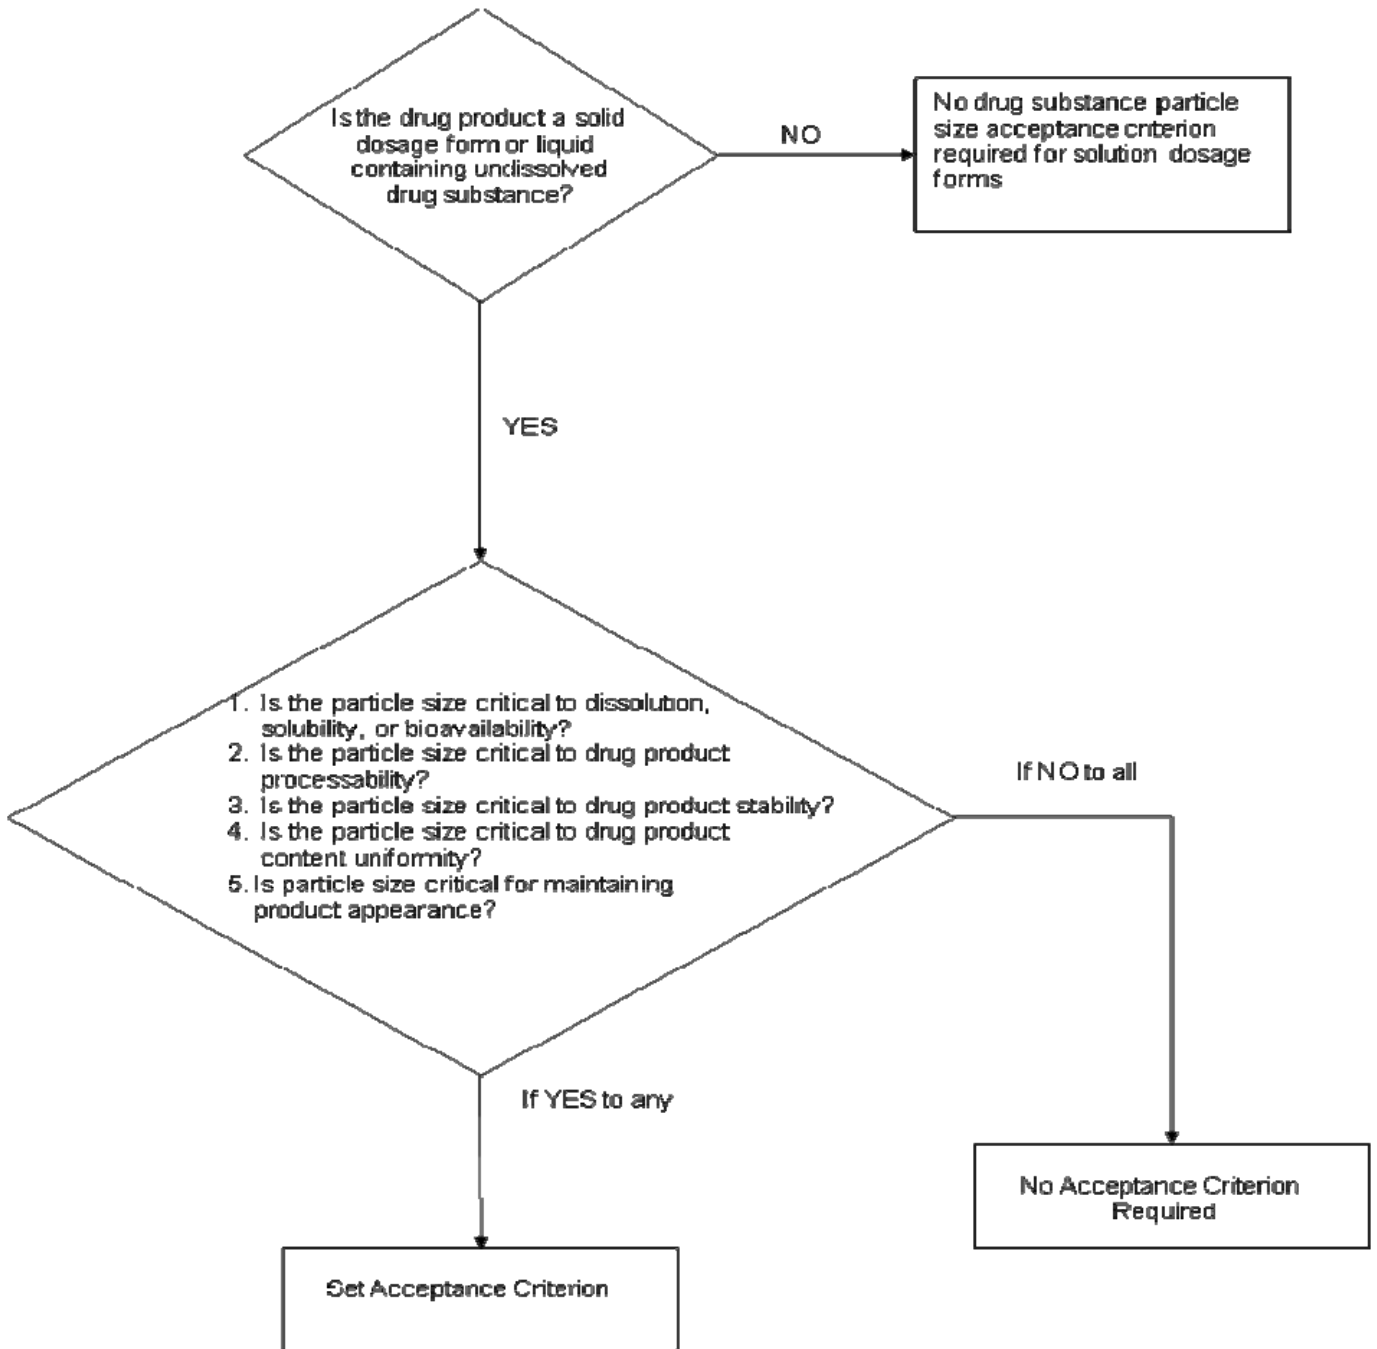 Is the drug product a solid
dosage form or liquid
containing undissolved
drug substance?
NO
No drug substance particle
size acceptance criterion
required for solution dosage
forms
YES
1. Is the particle size critical to dissolution,
solubility, or bioavailability?
2. Is the particle size critical to drug product
processability?
3. Is the particle size critical to drug product stability?
4. Is the particle size critical to drug product
content uniformity?
5. Is particle size critical for maintaining
product appearance?
If NO to all
If YES to any
No Acceptance Criterion
Required
Set Acceptance Criterion